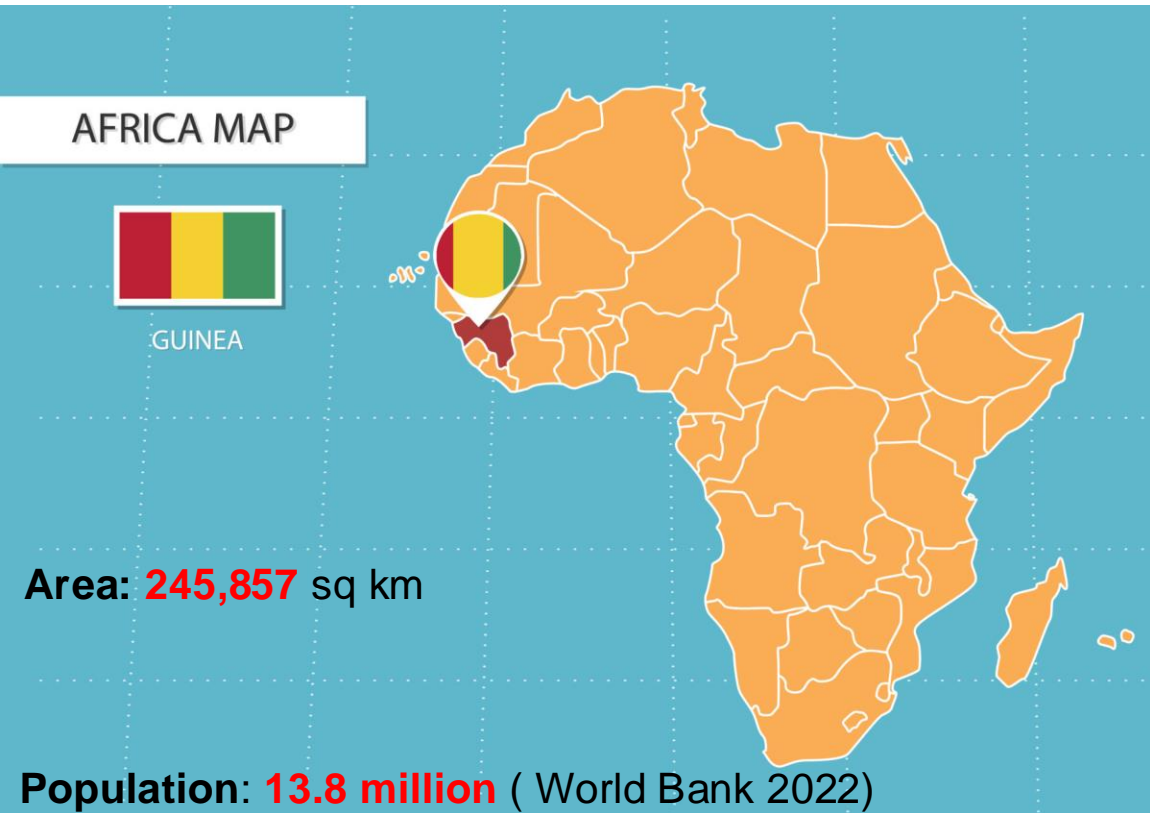 AFRICA MAP
GUINEA
Area: 245,857 sq km
Population: 13.8 million ( World Bank 2022)